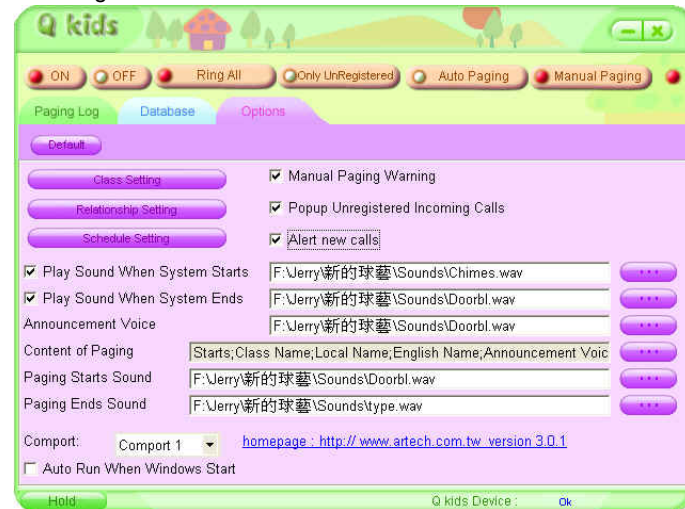 Q kids
ON OFF Ring All Only UnRegistered Auto Paging Manual Paging
Paging Log Database Options
Default
Class Setting Manual Paging Warning
Relationship Setting Popup Unregistered Incoming Calls
Schedule Setting Alert new calls
Play Sound When System Starts F:\Jerry\新的球藝\Sounds\Chimes.wav ...
Play Sound When System Ends F:\Jerry\新的球藝\Sounds\Doorbl.wav ...
Announcement Voice F:\Jerry\新的球藝\Sounds\Doorbl.wav ...
Content of Paging Starts;Class Name;Local Name;English Name;Announcement Voic ...
Paging Starts Sound F:\Jerry\新的球藝\Sounds\Doorbl.wav ...
Paging Ends Sound F:\Jerry\新的球藝\Sounds\type.wav ...
Comport: Comport 1 homepage : http:// www.artech.com.tw version 3.0.1
Auto Run When Windows Start
Hold Q kids Device : Ok